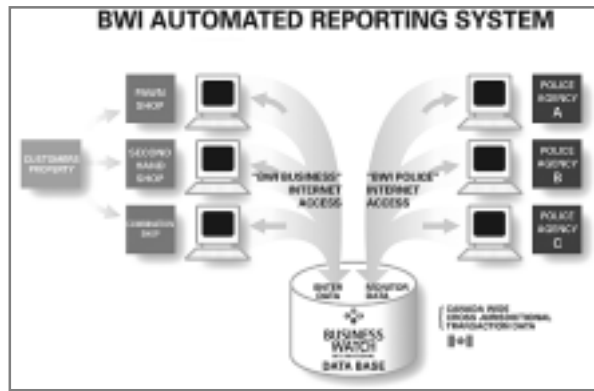 BWI AUTOMATED REPORTING SYSTEM
PAWN
SHOP
SECOND
HAND
SHOP
CUSTOMERS
PROPERTY
SHOP
"BWI BUSINESS"
INTERNET
ACCESS
"BWI POLICE"
INTERNET
ACCESS
POLICE
AGENCY
A
POLICE
AGENCY
B
POLICE
AGENCY
C
ENTER
DATA
MONITOR
DATA
BUSINESS
WATCH
DATA BASE
CANADA WIDE
CROSS JURISDICTIONAL
TRANSACTION DATA